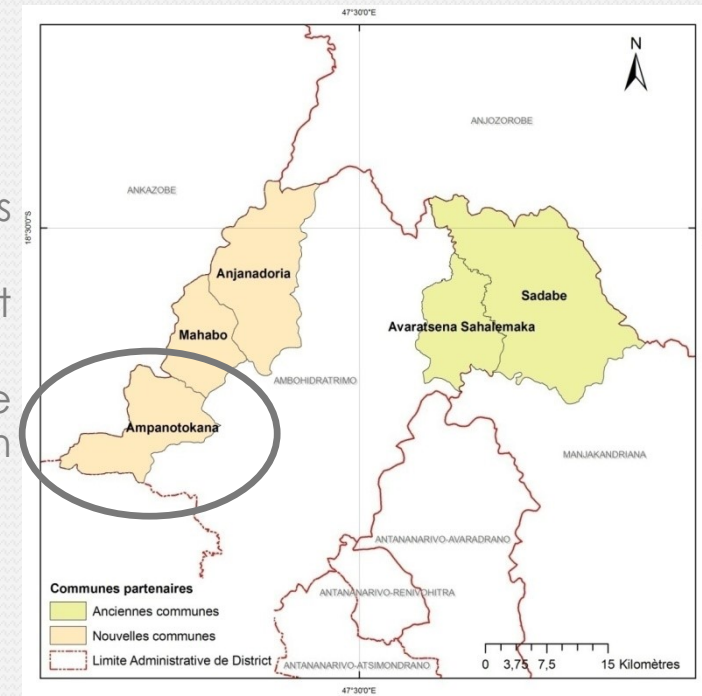 47°30'0"E
N
ANJOZOROBE
ANKAZOBE
s
18°30'0"S
Anjanadoria
t
Sadabe
Avaratsena Sahalemaka
Mahabo
AMBOHIDRATRIMO
e
Ampanotokana
n
MANJAKANDRIANA
ANTANANARIVO-AVARADRANO
Communes partenaires
Anciennes communes
ANTANANARIVO-RENIVOHITRA
Nouvelles communes
Limite Administrative de District
ANTANANARIVO-ATSIMONDRANO
0 3,75 7,5 15 Kilomètres
47°30'0"E